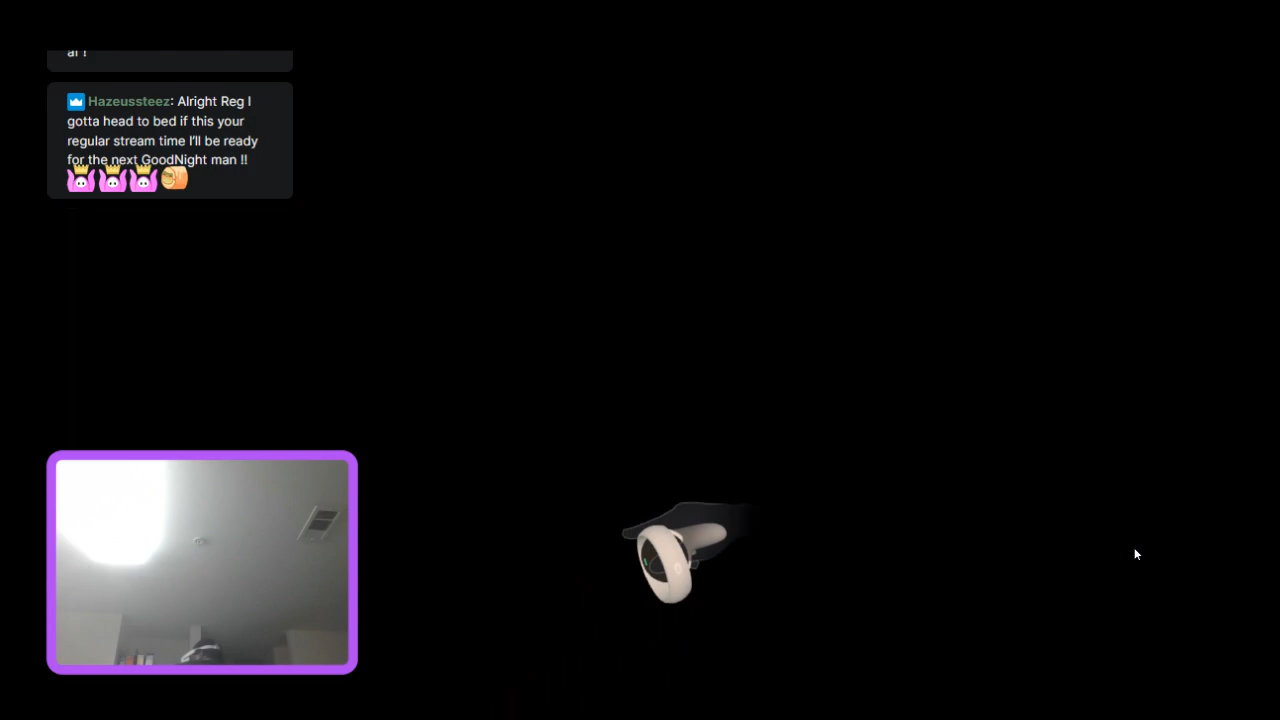 Hazeussteez: Alright Reg I
gotta head to bed if this your
regular stream time I'll be ready
for the next GoodNight man !!